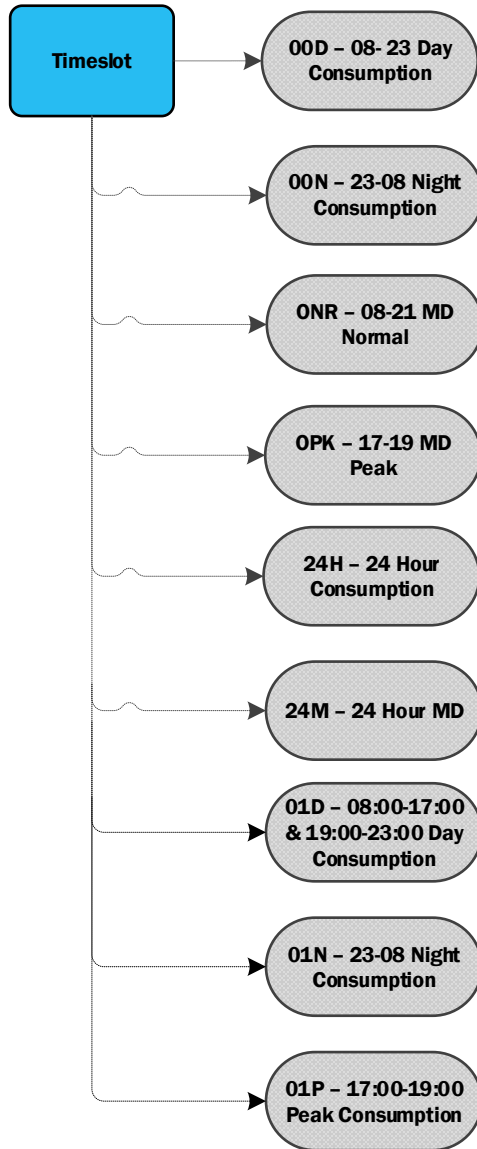 Timeslot
00D – 08- 23 Day
Consumption
00N – 23-08 Night
Consumption
0NR – 08-21 MD
Normal
0PK – 17-19 MD
Peak
24H – 24 Hour
Consumption
24M – 24 Hour MD
01D – 08:00-17:00
& 19:00-23:00 Day
Consumption
01N – 23-08 Night
Consumption
01P – 17:00-19:00
Peak Consumption